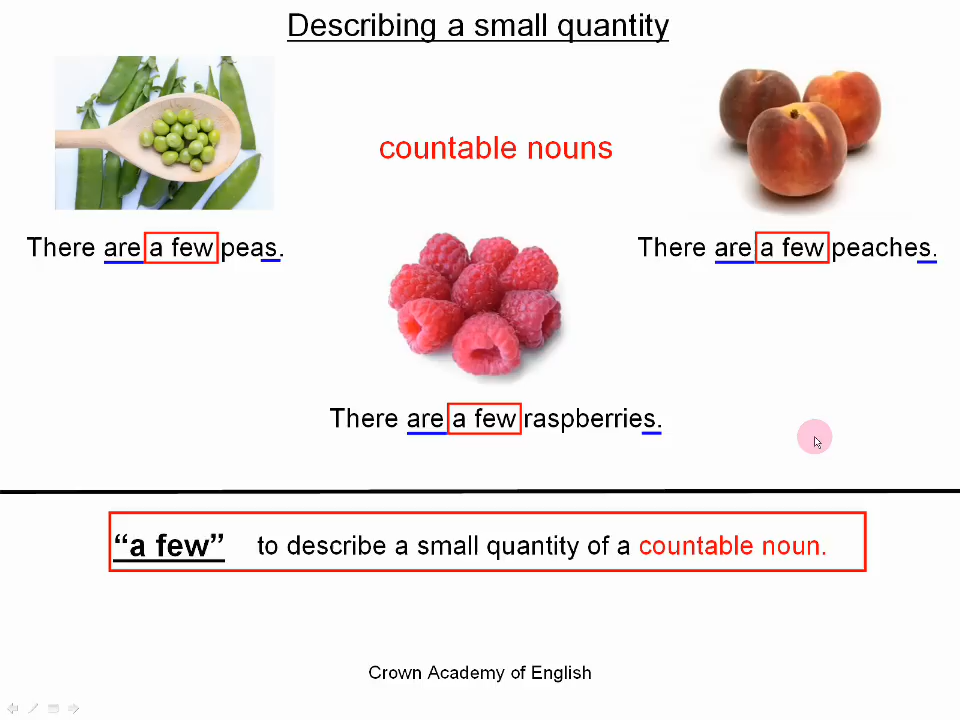 Describing a small quantity
countable nouns
There are a few peas.
There are a few peaches.
There are a few raspberries.
“a few” to describe a small quantity of a countable noun.
Crown Academy of English